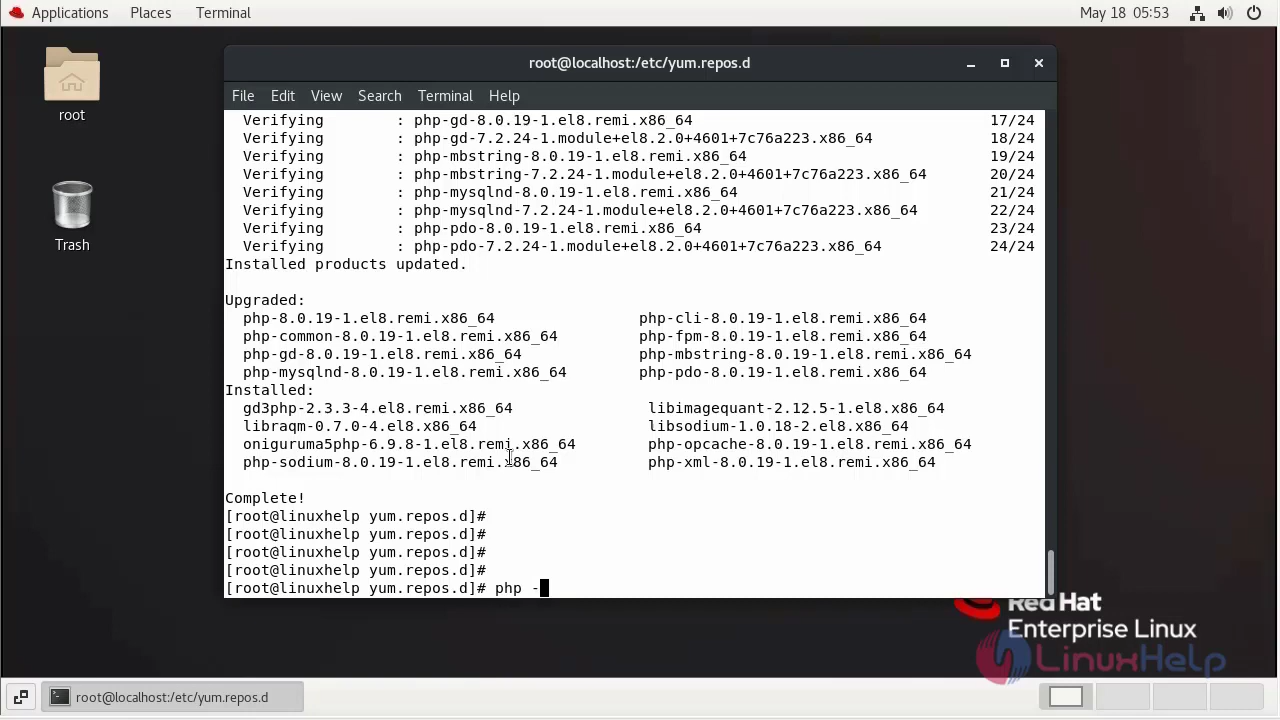 Applications Places Terminal May 18 05:53
root
Trash
root@localhost:/etc/yum.repos.d
File Edit View Search Terminal Help
Verifying : php-gd-8.0.19-1.el8.remi.x86_64 17/24
Verifying : php-gd-7.2.24-1.module+el8.2.0+4601+7c76a223.x86_64 18/24
Verifying : php-mbstring-8.0.19-1.el8.remi.x86_64 19/24
Verifying : php-mbstring-7.2.24-1.module+el8.2.0+4601+7c76a223.x86_64 20/24
Verifying : php-mysqlnd-8.0.19-1.el8.remi.x86_64 21/24
Verifying : php-mysqlnd-7.2.24-1.module+el8.2.0+4601+7c76a223.x86_64 22/24
Verifying : php-pdo-8.0.19-1.el8.remi.x86_64 23/24
Verifying : php-pdo-7.2.24-1.module+el8.2.0+4601+7c76a223.x86_64 24/24
Installed products updated.
Upgraded:
php-8.0.19-1.el8.remi.x86_64 php-cli-8.0.19-1.el8.remi.x86_64
php-common-8.0.19-1.el8.remi.x86_64 php-fpm-8.0.19-1.el8.remi.x86_64
php-gd-8.0.19-1.el8.remi.x86_64 php-mbstring-8.0.19-1.el8.remi.x86_64
php-mysqlnd-8.0.19-1.el8.remi.x86_64 php-pdo-8.0.19-1.el8.remi.x86_64
Installed:
gd3php-2.3.3-4.el8.remi.x86_64 libimagequant-2.12.5-1.el8.x86_64
libraqm-0.7.0-4.el8.x86_64 libsodium-1.0.18-2.el8.x86_64
oniguruma5php-6.9.8-1.el8.remi.x86_64 php-opcache-8.0.19-1.el8.remi.x86_64
php-sodium-8.0.19-1.el8.remi.x86_64 php-xml-8.0.19-1.el8.remi.x86_64
Complete!
[root@linuxhelp yum.repos.d]#
[root@linuxhelp yum.repos.d]#
[root@linuxhelp yum.repos.d]#
[root@linuxhelp yum.repos.d]#
[root@linuxhelp yum.repos.d]# php -
Red Hat
Enterprise Linux
LinuxHelp
root@localhost:/etc/yum.repos.d